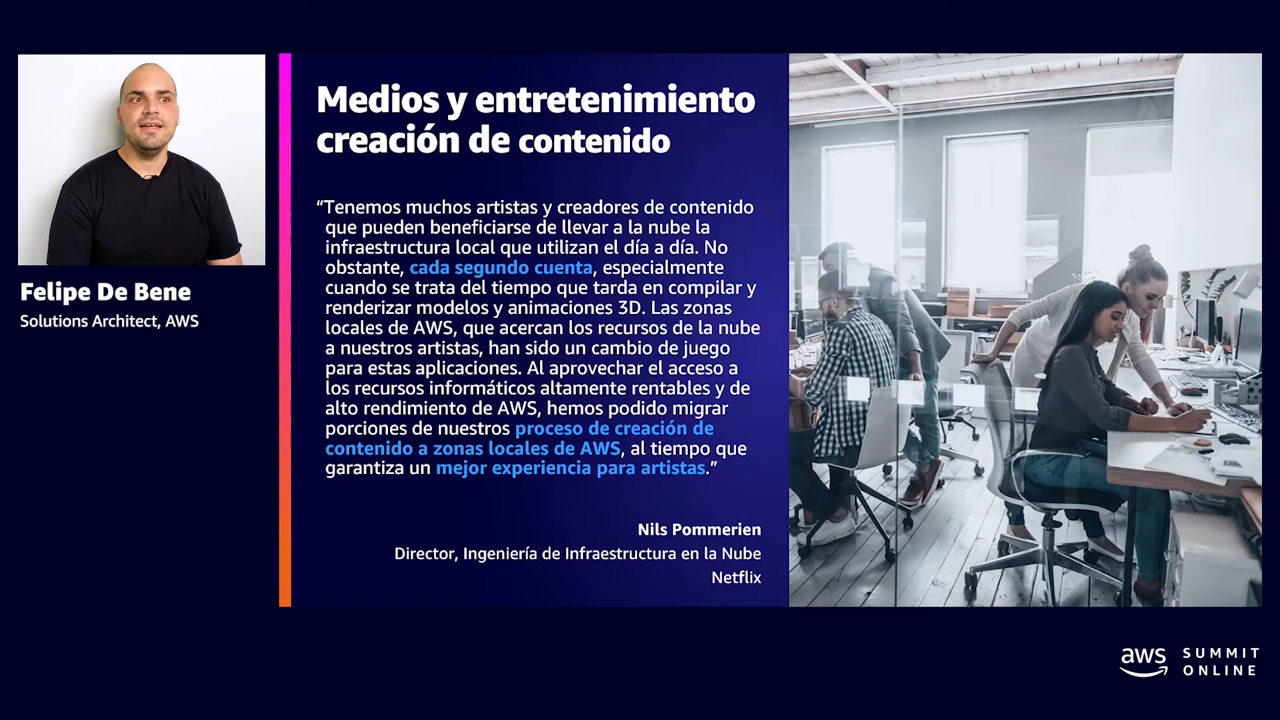 Felipe De Bene
Solutions Architect, AWS
Medios y entretenimiento
creación de contenido
“Tenemos muchos artistas y creadores de contenido
que pueden beneficiarse de llevar a la nube la
infraestructura local que utilizan el día a día. No
obstante, cada segundo cuenta, especialmente
cuando se trata del tiempo que tarda en compilar y
renderizar modelos y animaciones 3D. Las zonas
locales de AWS, que acercan los recursos de la nube
a nuestros artistas, han sido un cambio de juego
para estas aplicaciones. Al aprovechar el acceso a
los recursos informáticos altamente rentables y de
alto rendimiento de AWS, hemos podido migrar
porciones de nuestros proceso de creación de
contenido a zonas locales de AWS, al tiempo que
garantiza un mejor experiencia para artistas.”
Nils Pommerien
Director, Ingeniería de Infraestructura en la Nube
Netflix
aws
SUMMIT
ONLINE